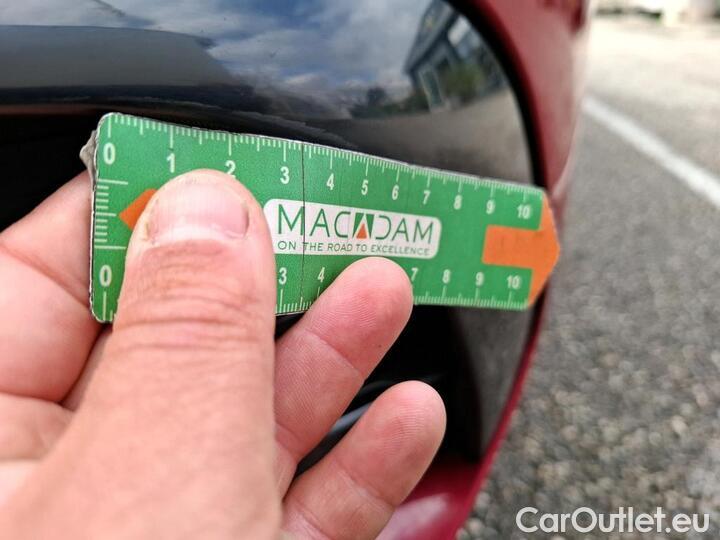 0 1 2 3 4 5 6 7 8 9 10
MACADAM
ON THE ROAD TO EXCELLENCE
0 3 4 7 8 9 10
CarOutlet.eu